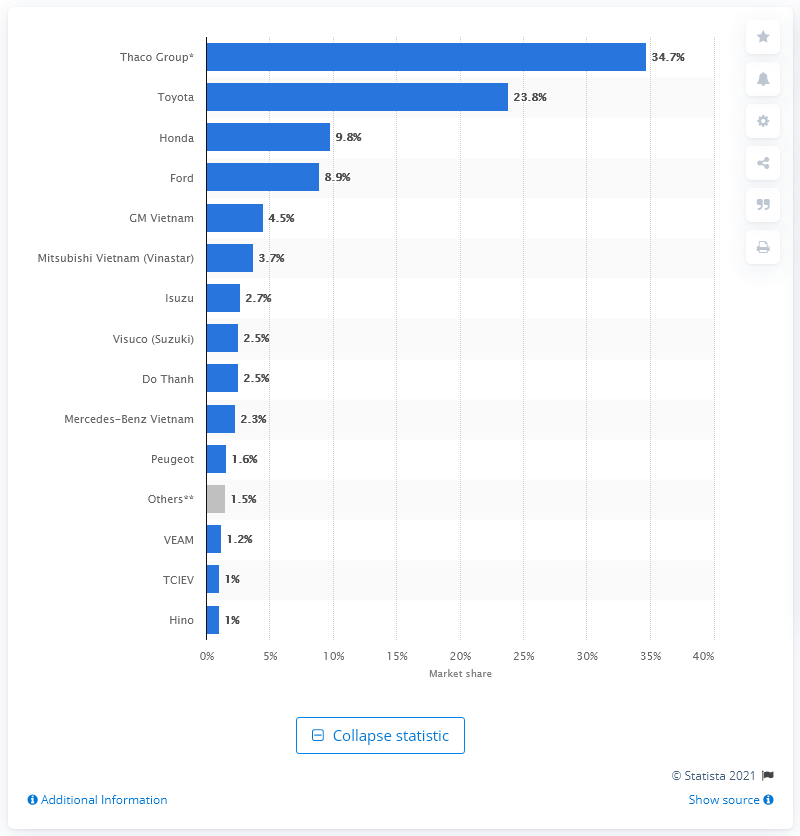 Thaco Group* 34.7%
Toyota 23.8%
Honda 9.8%
Ford 8.9%
GM Vietnam 4.5%
Mitsubishi Vietnam (Vinastar) 3.7%
Isuzu 2.7%
Visuco (Suzuki) 2.5%
Do Thanh 2.5%
Mercedes-Benz Vietnam 2.3%
Peugeot 1.6%
Others** 1.5%
VEAM 1.2%
TCIEV 1%
Hino 1%
0% 5% 10% 15% 20% 25% 30% 35% 40%
Market share
Collapse statistic
© Statista 2021
Additional Information
Show source